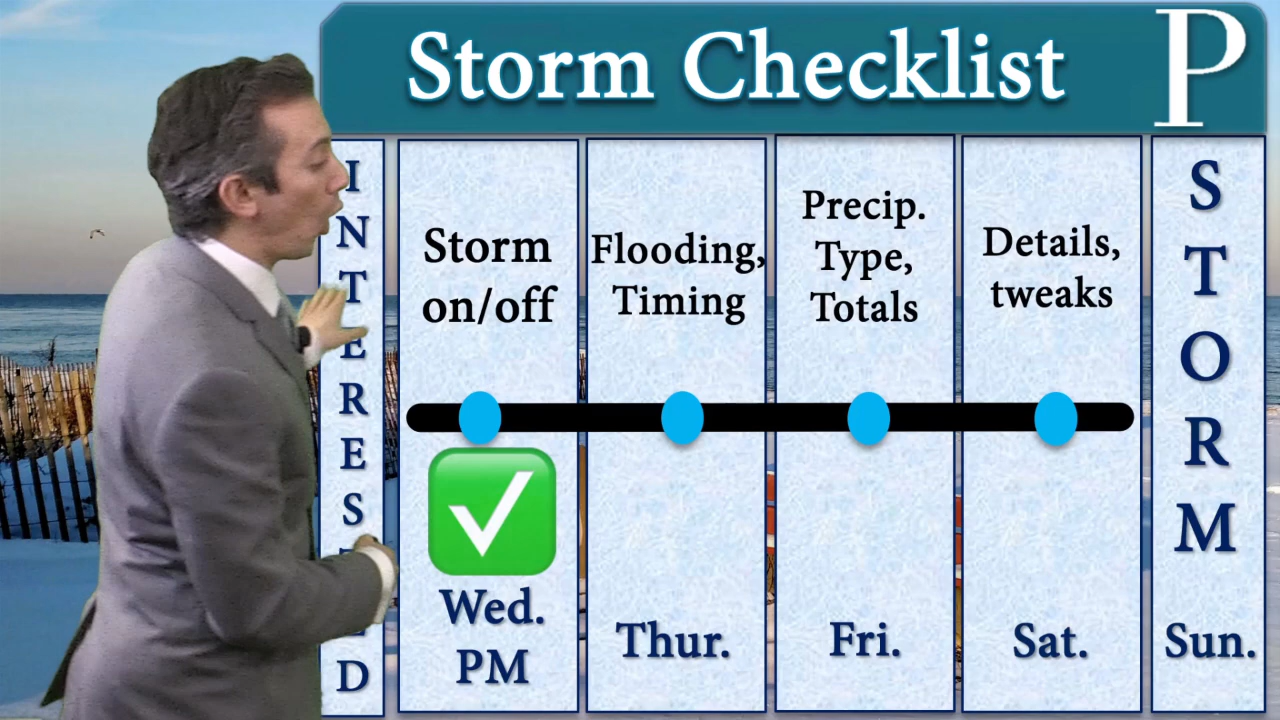 Storm Checklist
P
INTERESTED
Storm
on/off
Wed.
PM
Flooding,
Timing
Thur.
Precip.
Type,
Totals
Fri.
Details,
tweaks
Sat.
STORM
Sun.